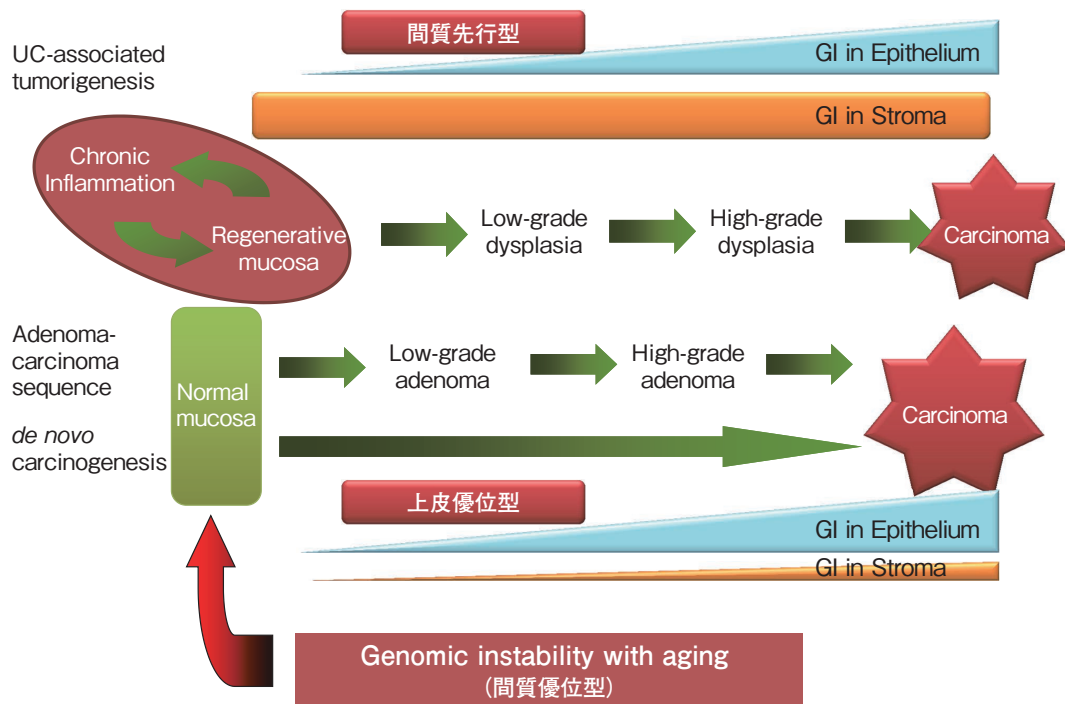 間質先行型
GI in Epithelium
UC-associated
tumorigenesis
GI in Stroma
Chronic
Inflammation
Regenerative
mucosa
Low-grade
dysplasia
High-grade
dysplasia
Carcinoma
Adenoma-
carcinoma
sequence
Normal
mucosa
Low-grade
adenoma
High-grade
adenoma
Carcinoma
de novo
carcinogenesis
上皮優位型
GI in Epithelium
GI in Stroma
Genomic instability with aging
(間質優位型)